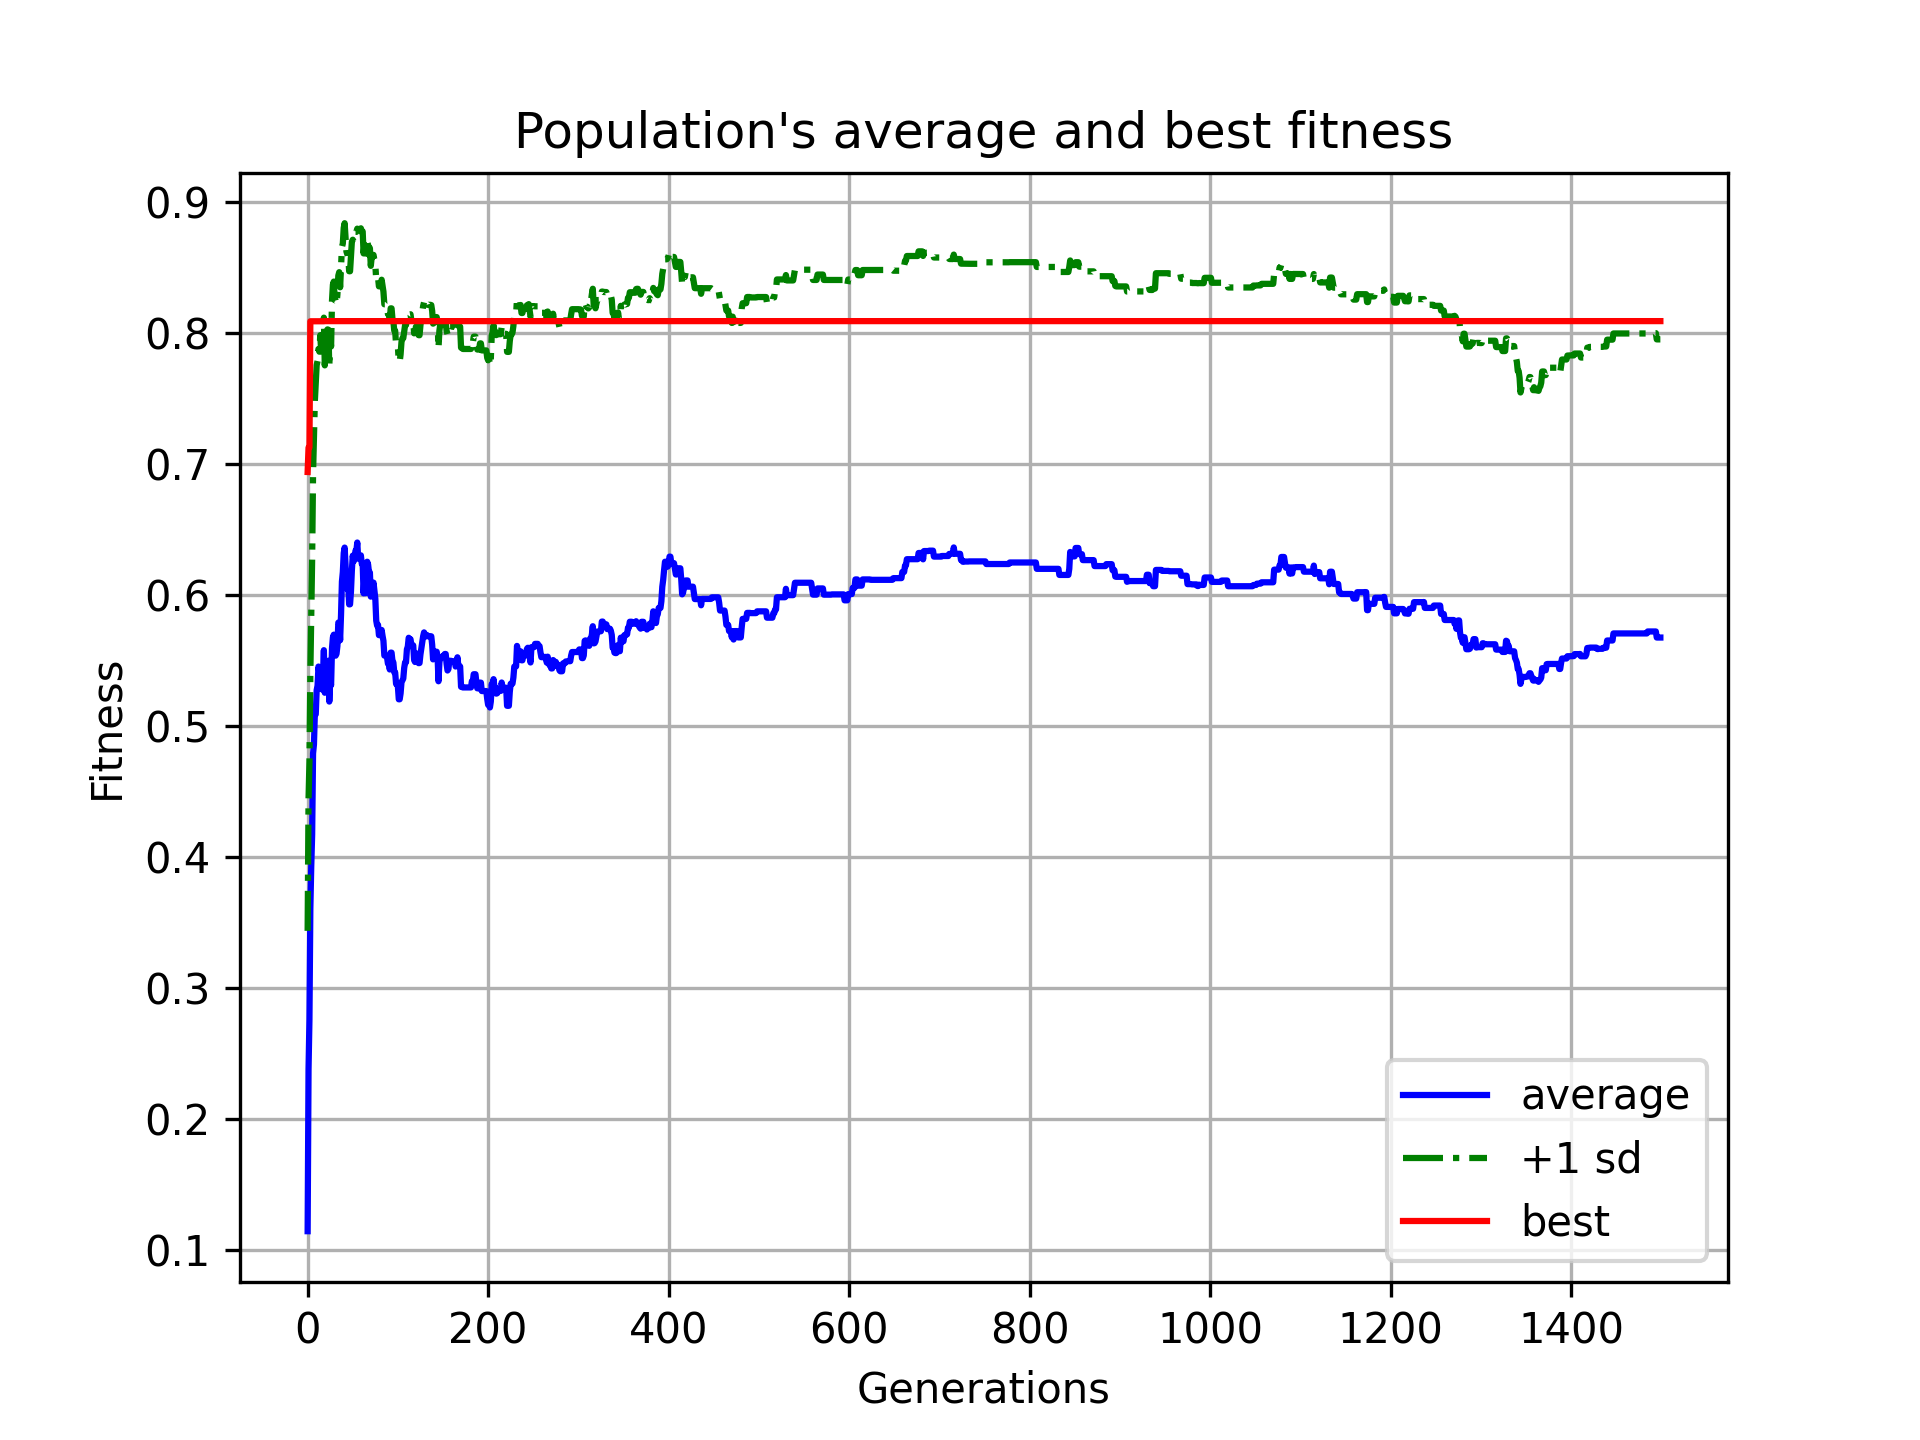 Population's average and best fitness
0.9
0.8
0.7
0.6
0.5
0.4
0.3
0.2
0.1
Fitness
average
+1 sd
best
0 200 400 600 800 1000 1200 1400
Generations